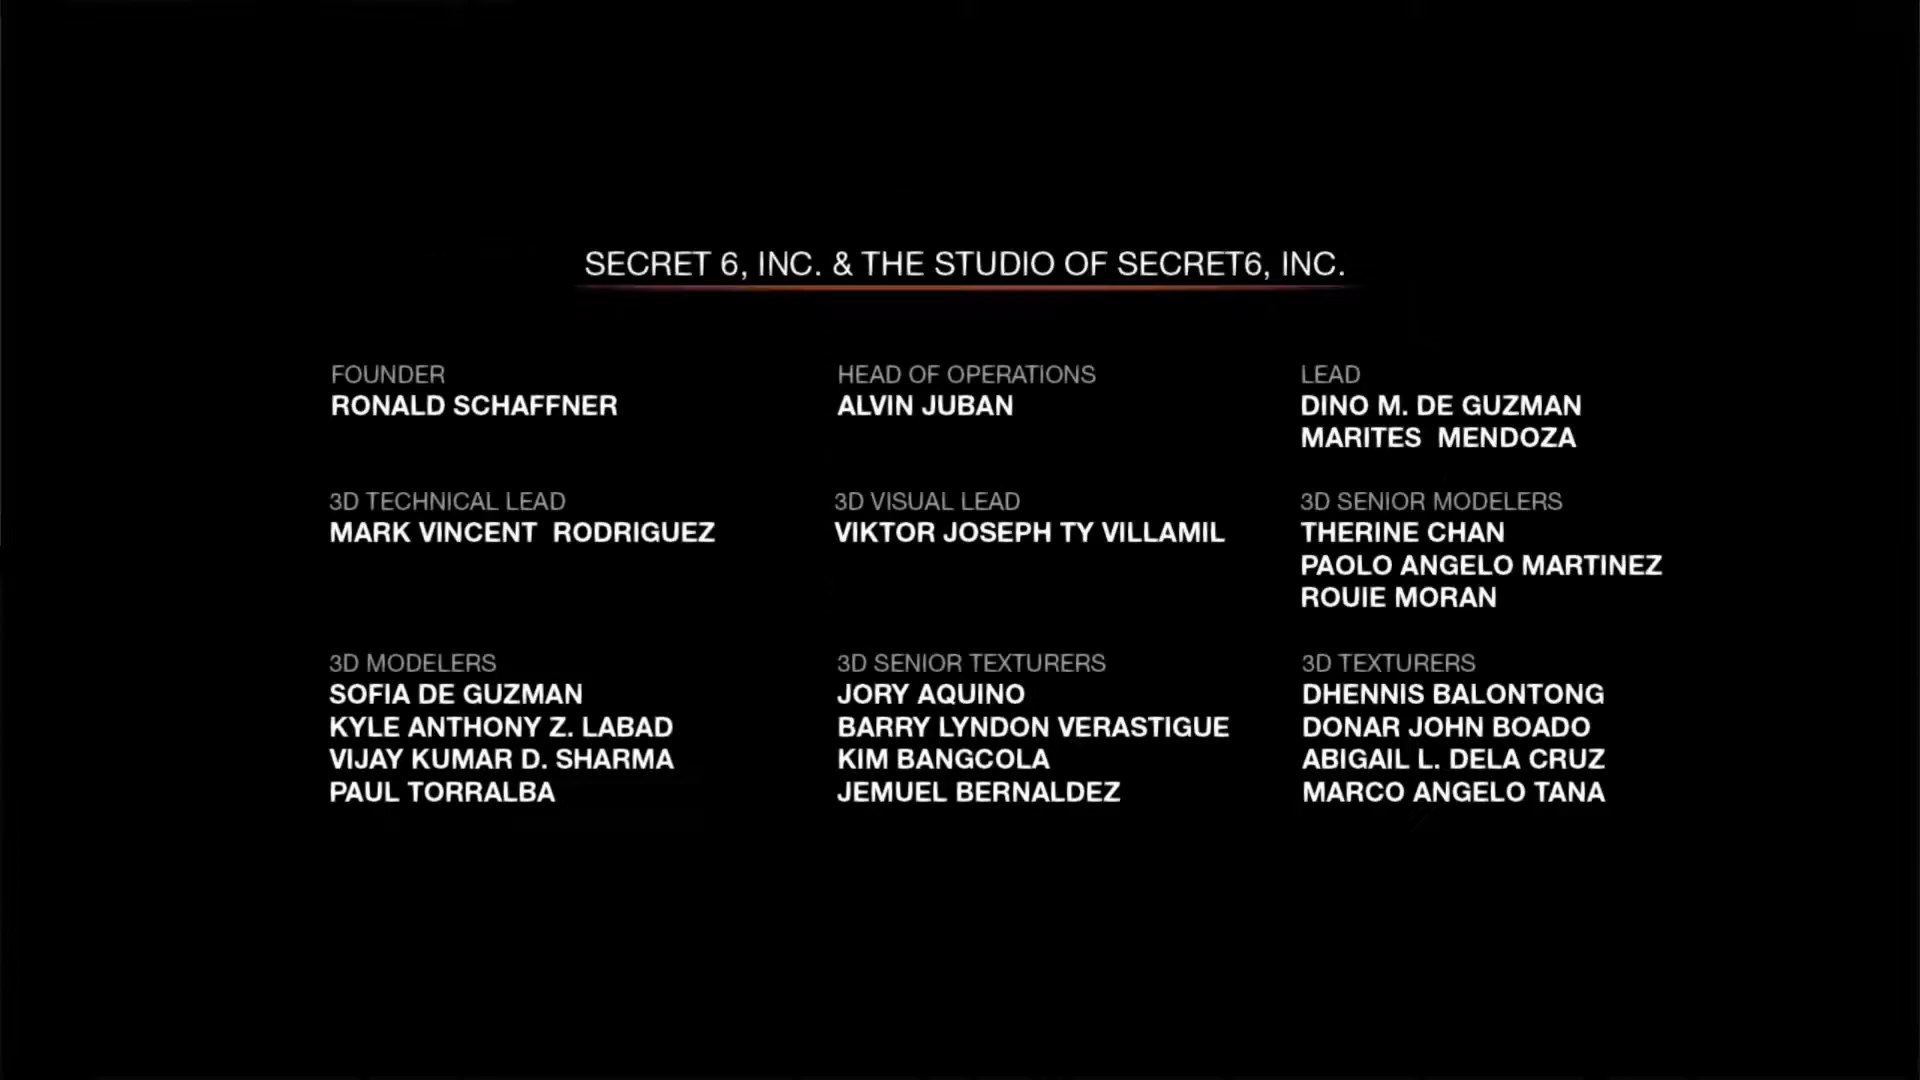 SECRET 6, INC. & THE STUDIO OF SECRET6, INC.
FOUNDER
RONALD SCHAFFNER
HEAD OF OPERATIONS
ALVIN JUBAN
LEAD
DINO M. DE GUZMAN
MARITES  MENDOZA
3D TECHNICAL LEAD
MARK VINCENT  RODRIGUEZ
3D VISUAL LEAD
VIKTOR JOSEPH TY VILLAMIL
3D SENIOR MODELERS
THERINE CHAN
PAOLO ANGELO MARTINEZ
ROUIE MORAN
3D MODELERS
SOFIA DE GUZMAN
KYLE ANTHONY Z. LABAD
VIJAY KUMAR D. SHARMA
PAUL TORRALBA
3D SENIOR TEXTURERS
JORY AQUINO
BARRY LYNDON VERASTIGUE
KIM BANGCOLA
JEMUEL BERNALDEZ
3D TEXTURERS
DHENNIS BALONTONG
DONAR JOHN BOADO
ABIGAIL L. DELA CRUZ
MARCO ANGELO TANA